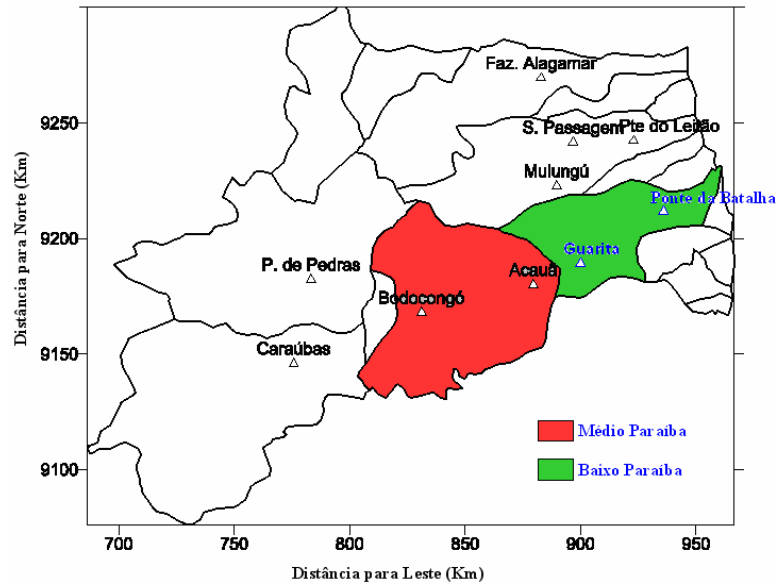 Faz. Alagamar
9250
S. Passagem
Pte do Leitão
Mulungú
Ponte da Batalha
9200
Guarita
P. de Pedras
Acauã
Bodocongó
Caraúbas
9150
Médio Paraíba
Baixo Paraíba
9100
700
750
800
850
900
950
Distância para Leste (Km)
Distância para Norte (Km)